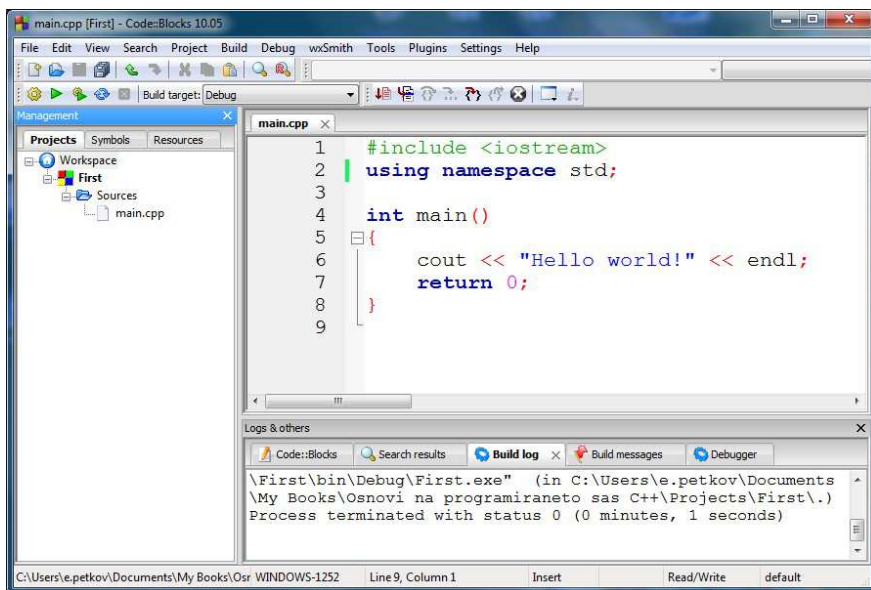 main.cpp [First] - Code::Blocks 10.05
File Edit View Search Project Build Debug wxSmith Tools Plugins Settings Help
Build target: Debug
Management
Projects Symbols Resources
Workspace
First
Sources
main.cpp
main.cpp
1 #include <iostream>
2 using namespace std;
3
4 int main()
5 {
6 cout << "Hello world!" << endl;
7 return 0;
8 }
9
Logs & others
Code::Blocks Search results Build log Build messages Debugger
\First\bin\Debug\First.exe" (in C:\Users\e.petkov\Documents
\My Books\Osnovi na programiraneto sas C++\Projects\First\.)
Process terminated with status 0 (0 minutes, 1 seconds)
C:\Users\e.petkov\Documents\My Books\Osr WINDOWS-1252 Line 9, Column 1 Insert Read/Write default